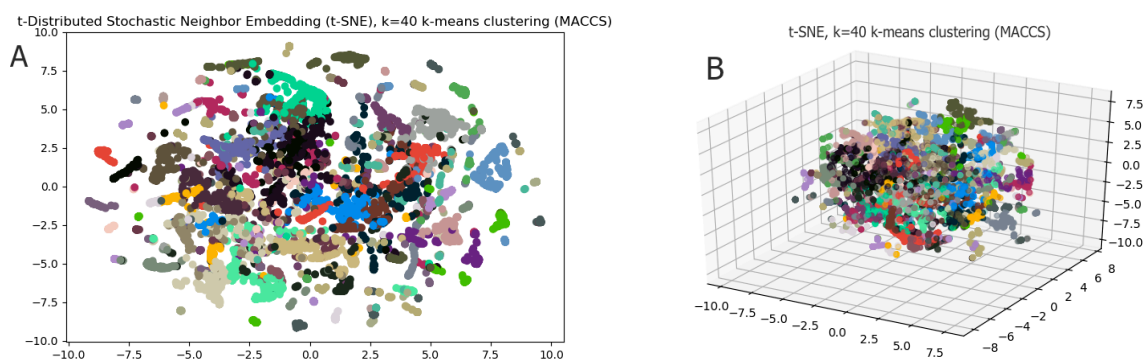 t-Distributed Stochastic Neighbor Embedding (t-SNE), k=40 k-means clustering (MACCS)
A
10.0
7.5
5.0
2.5
0.0
−2.5
−5.0
−7.5
−10.0
−10.0 −7.5 −5.0 −2.5 0.0 2.5 5.0 7.5 10.0
t-SNE, k=40 k-means clustering (MACCS)
B
7.5
5.0
2.5
0.0
−2.5
−5.0
−7.5
−10.0
−10.0 −7.5 −5.0 −2.5 0.0 2.5 5.0 7.5
−8 −6 −4 −2 0 2 4 6 8